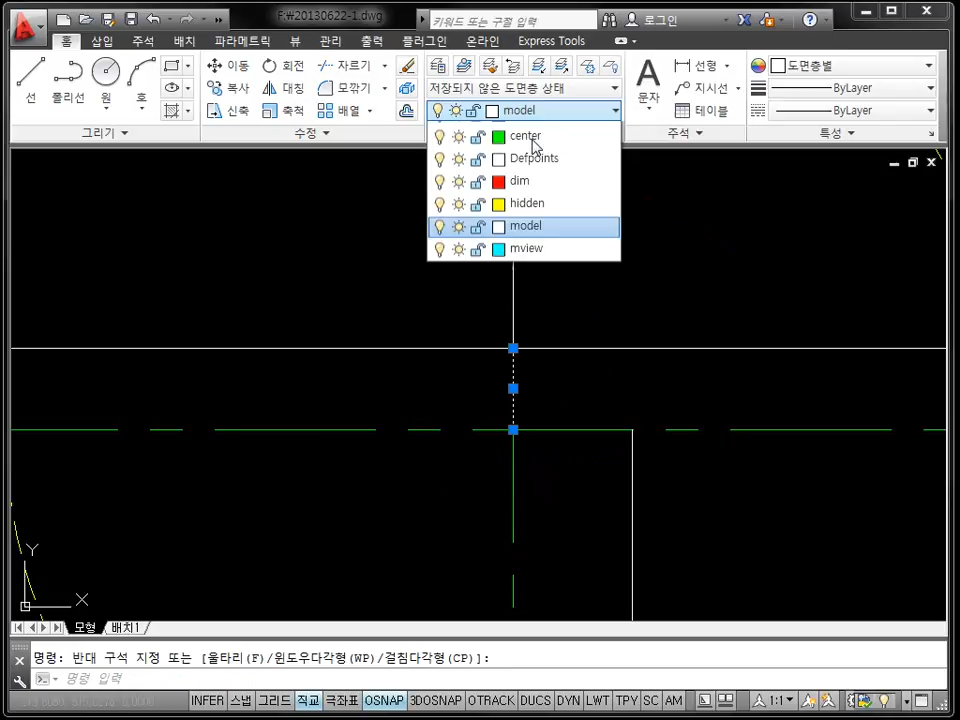 F:₩20130622-1.dwg
키워드 또는 구절 입력
로그인
홈 삽입 주석 배치 파라메트릭 뷰 관리 출력 플러그인 온라인 Express Tools
선 폴리선 원 호
이동 회전 자르기
복사 대칭 모깎기
신축 축척 배열
저장되지 않은 도면층 상태
model
문자
선형
지시선
테이블
도면층별
ByLayer
ByLayer
그리기 수정 주석 특성
center
Defpoints
dim
hidden
model
mview
Y
X
모형 배치1
명령: 반대 구석 지정 또는 [울타리(F)/윈도우다각형(WP)/걸침다각형(CP)]:
명령 입력
INFER 스냅 그리드 직교 극좌표 OSNAP 3DOSNAP OTRACK DUCS DYN LWT TPY SC AM
1:1